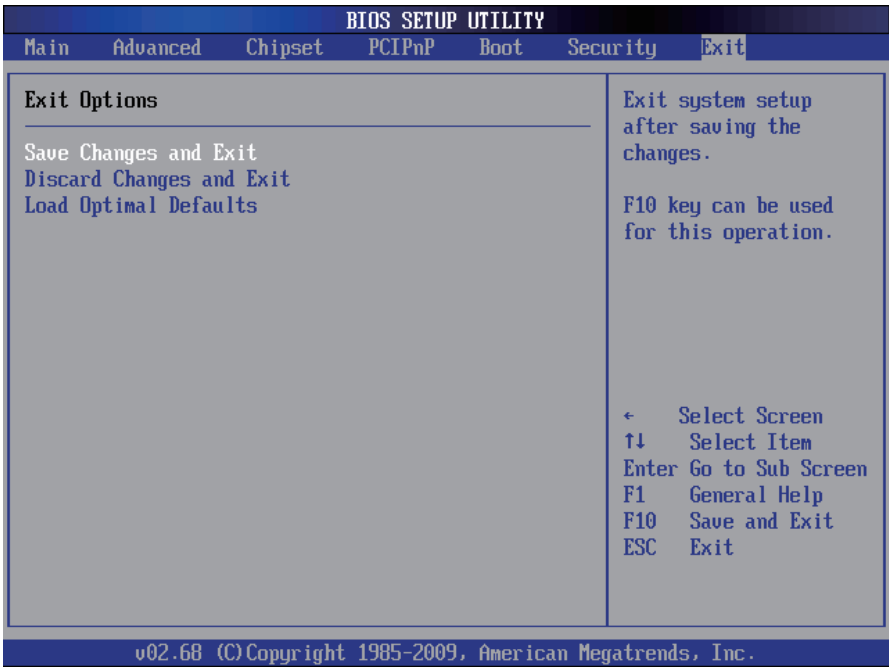 BIOS SETUP UTILITY
Main Advanced Chipset PCIPnP Boot Security Exit
Exit Options
Save Changes and Exit
Discard Changes and Exit
Load Optimal Defaults
Exit system setup
after saving the
changes.
F10 key can be used
for this operation.
← Select Screen
↑↓ Select Item
Enter Go to Sub Screen
F1 General Help
F10 Save and Exit
ESC Exit
v02.68 (C)Copyright 1985-2009, American Megatrends, Inc.